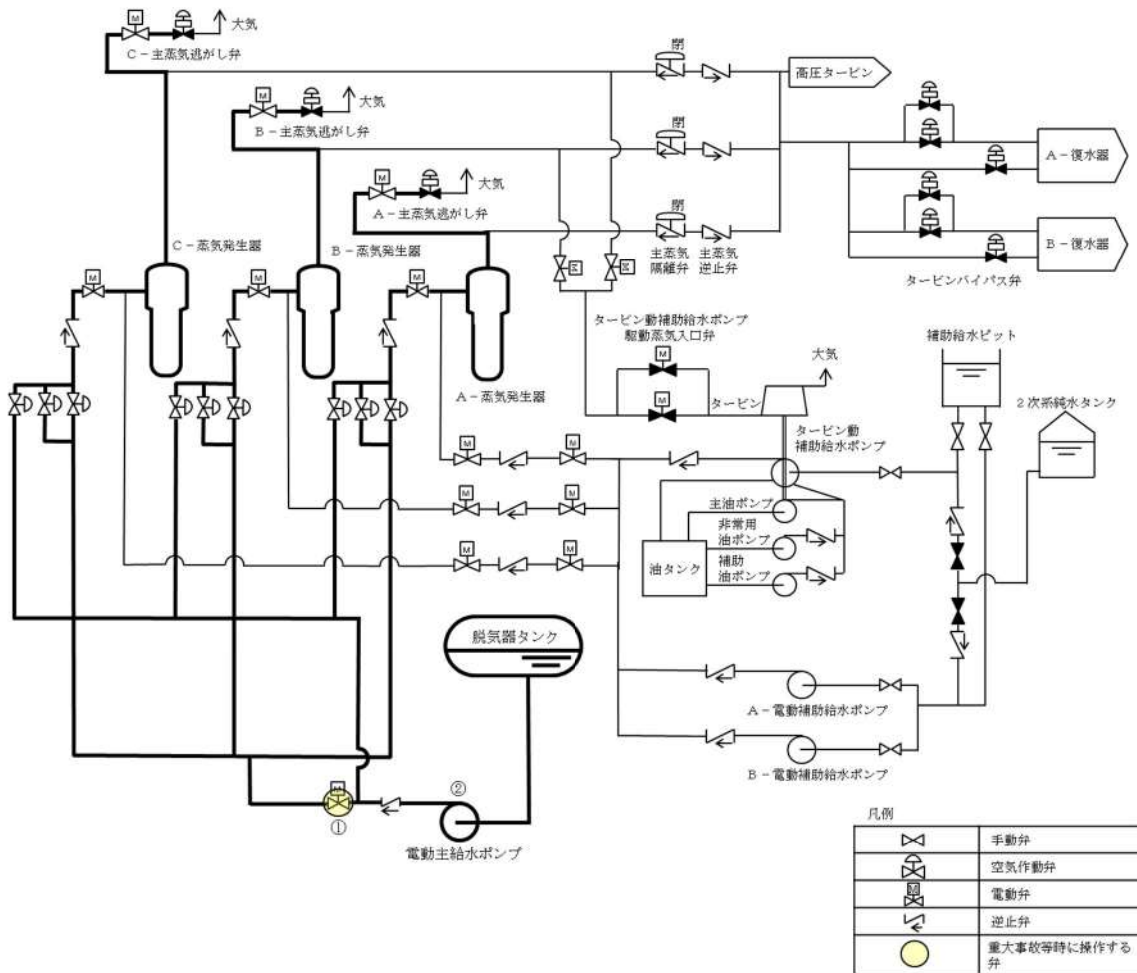 M
大気
C-主蒸気逃がし弁
M
大気
B-主蒸気逃がし弁
M
大気
A-主蒸気逃がし弁
閉
高圧タービン
閉
閉
主蒸気
隔離弁
主蒸気
逆止弁
A-復水器
B-復水器
タービンバイパス弁
C-蒸気発生器
B-蒸気発生器
A-蒸気発生器
M
M
M
M
M
タービン動補助給水ポンプ
駆動蒸気入口弁
M
M
タービン
大気
補助給水ピット
2次系純水タンク
タービン動
補助給水ポンプ
M
M
M
M
M
M
主油ポンプ
非常用
油ポンプ
補助
油ポンプ
油タンク
脱気器タンク
A-電動補助給水ポンプ
B-電動補助給水ポンプ
M
①
②
電動主給水ポンプ
凡例
手動弁
空気作動弁
M
電動弁
逆止弁
重大事故等時に操作する
弁